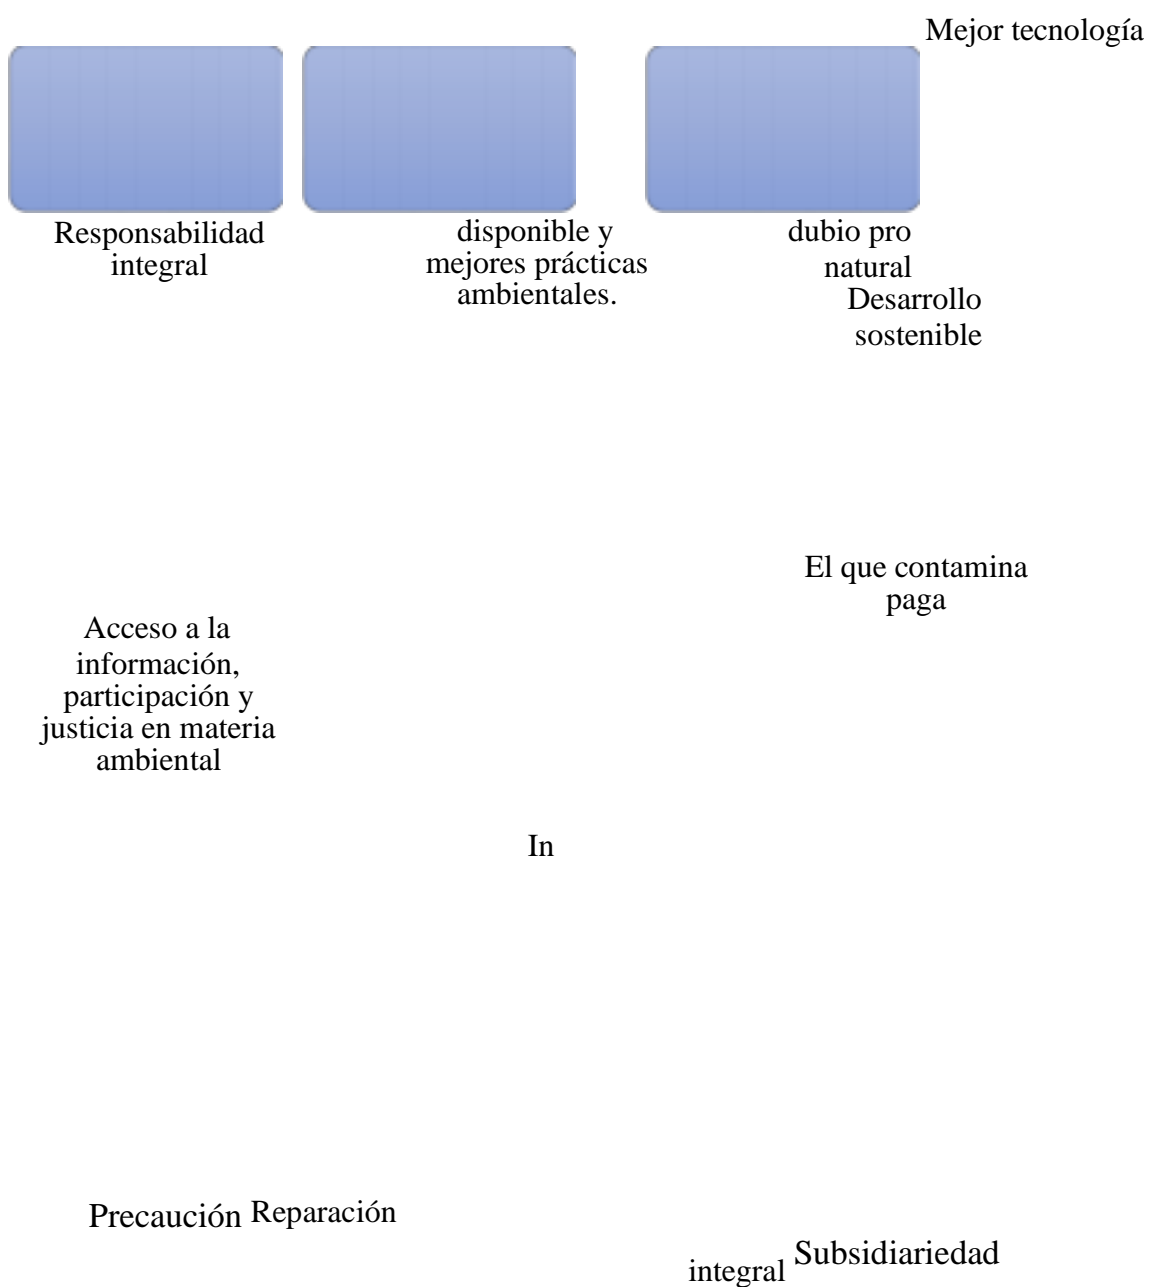 Mejor tecnología
Responsabilidad
integral
disponible y
mejores prácticas
ambientales.
dubio pro
natural
Desarrollo
sostenible
El que contamina
paga
Acceso a la
información,
participación y
justicia en materia
ambiental
In
Precaución Reparación
integral Subsidiariedad